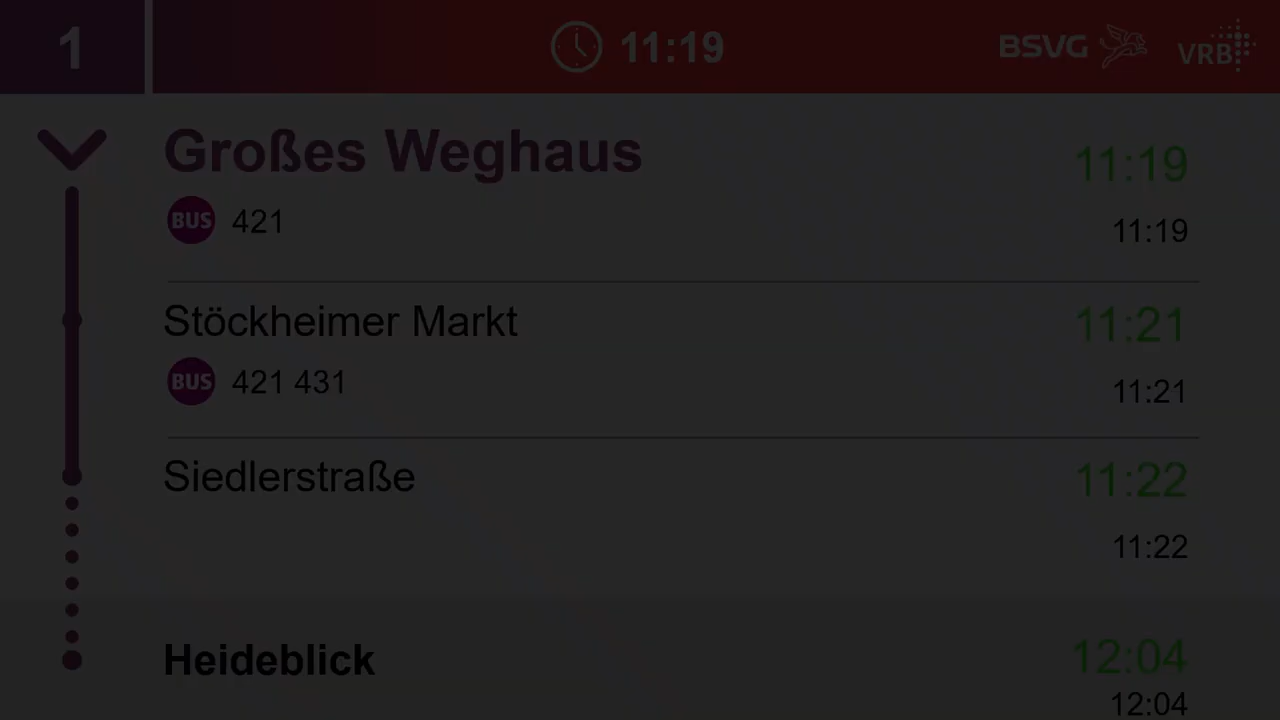 1
11:19
BSVG
VRB
Großes Weghaus
11:19
BUS 421
11:19
Stöckheimer Markt
11:21
BUS 421 431
11:21
Siedlerstraße
11:22
11:22
Heideblick
12:04
12:04